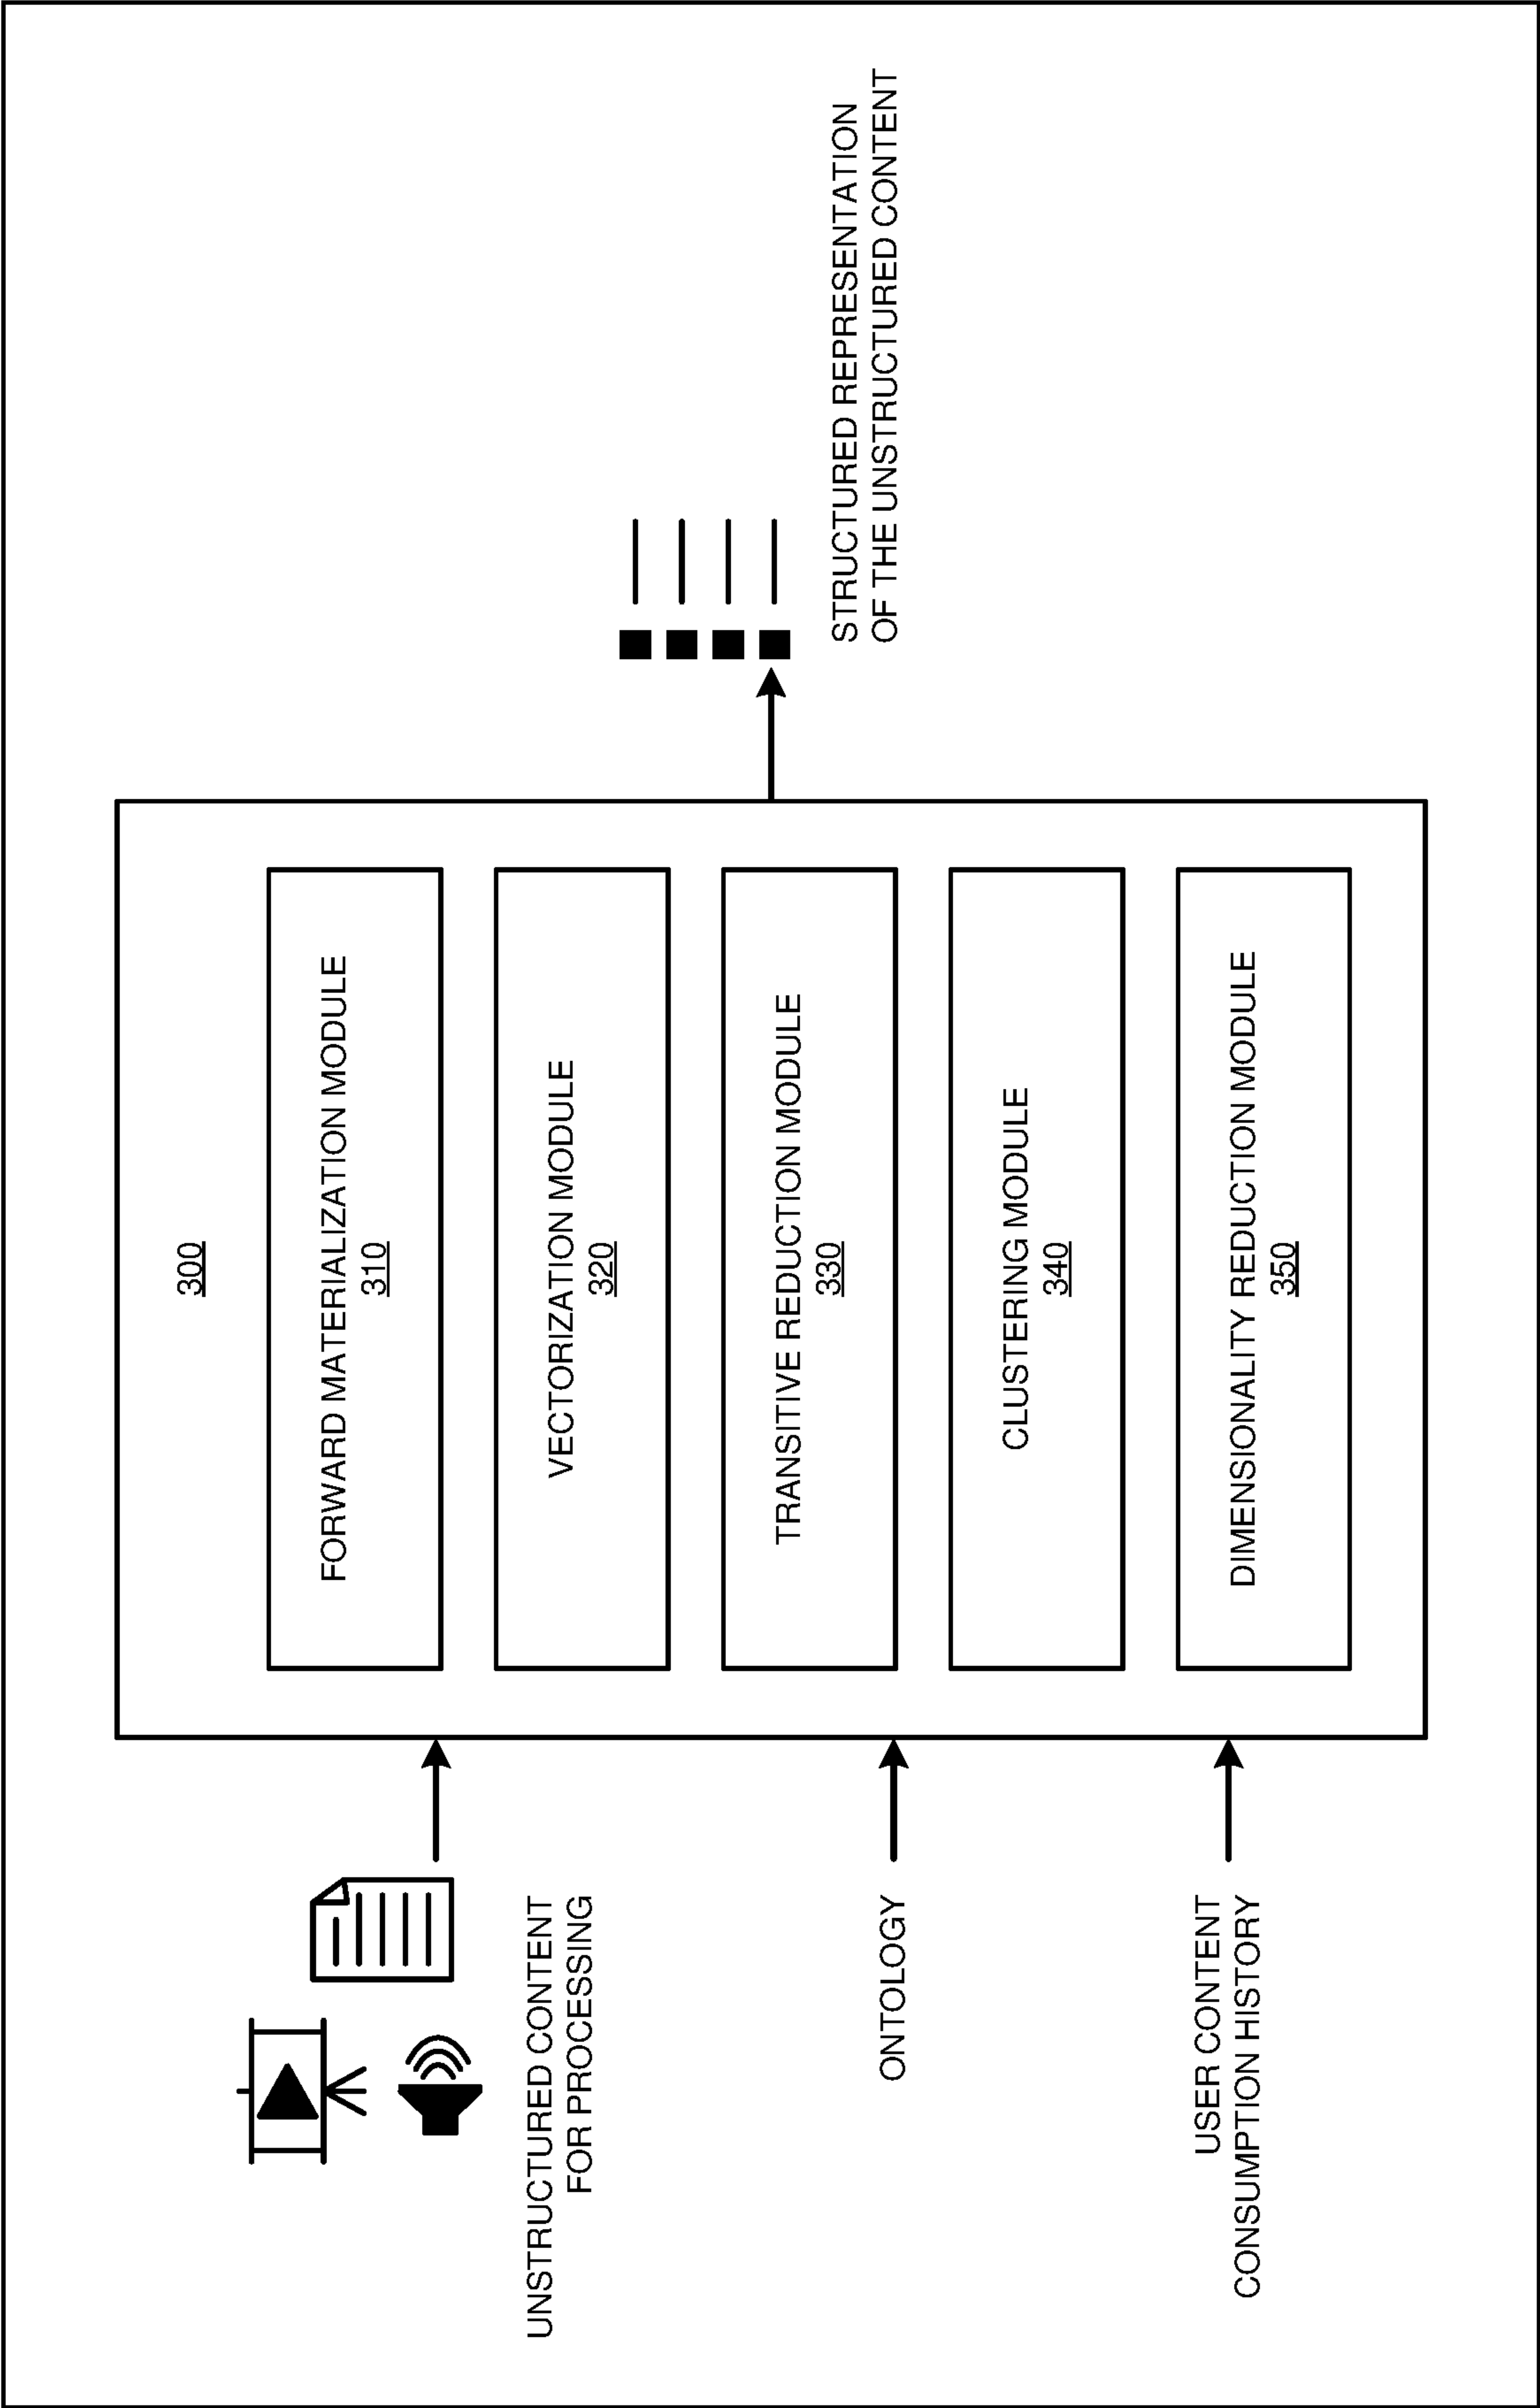 UNSTRUCTURED CONTENT
FOR PROCESSING
ONTOLOGY
USER CONTENT
CONSUMPTION HISTORY
300
FORWARD MATERIALIZATION MODULE
310
VECTORIZATION MODULE
320
TRANSITIVE REDUCTION MODULE
330
CLUSTERING MODULE
340
DIMENSIONALITY REDUCTION MODULE
350
STRUCTURED REPRESENTATION
OF THE UNSTRUCTURED CONTENT